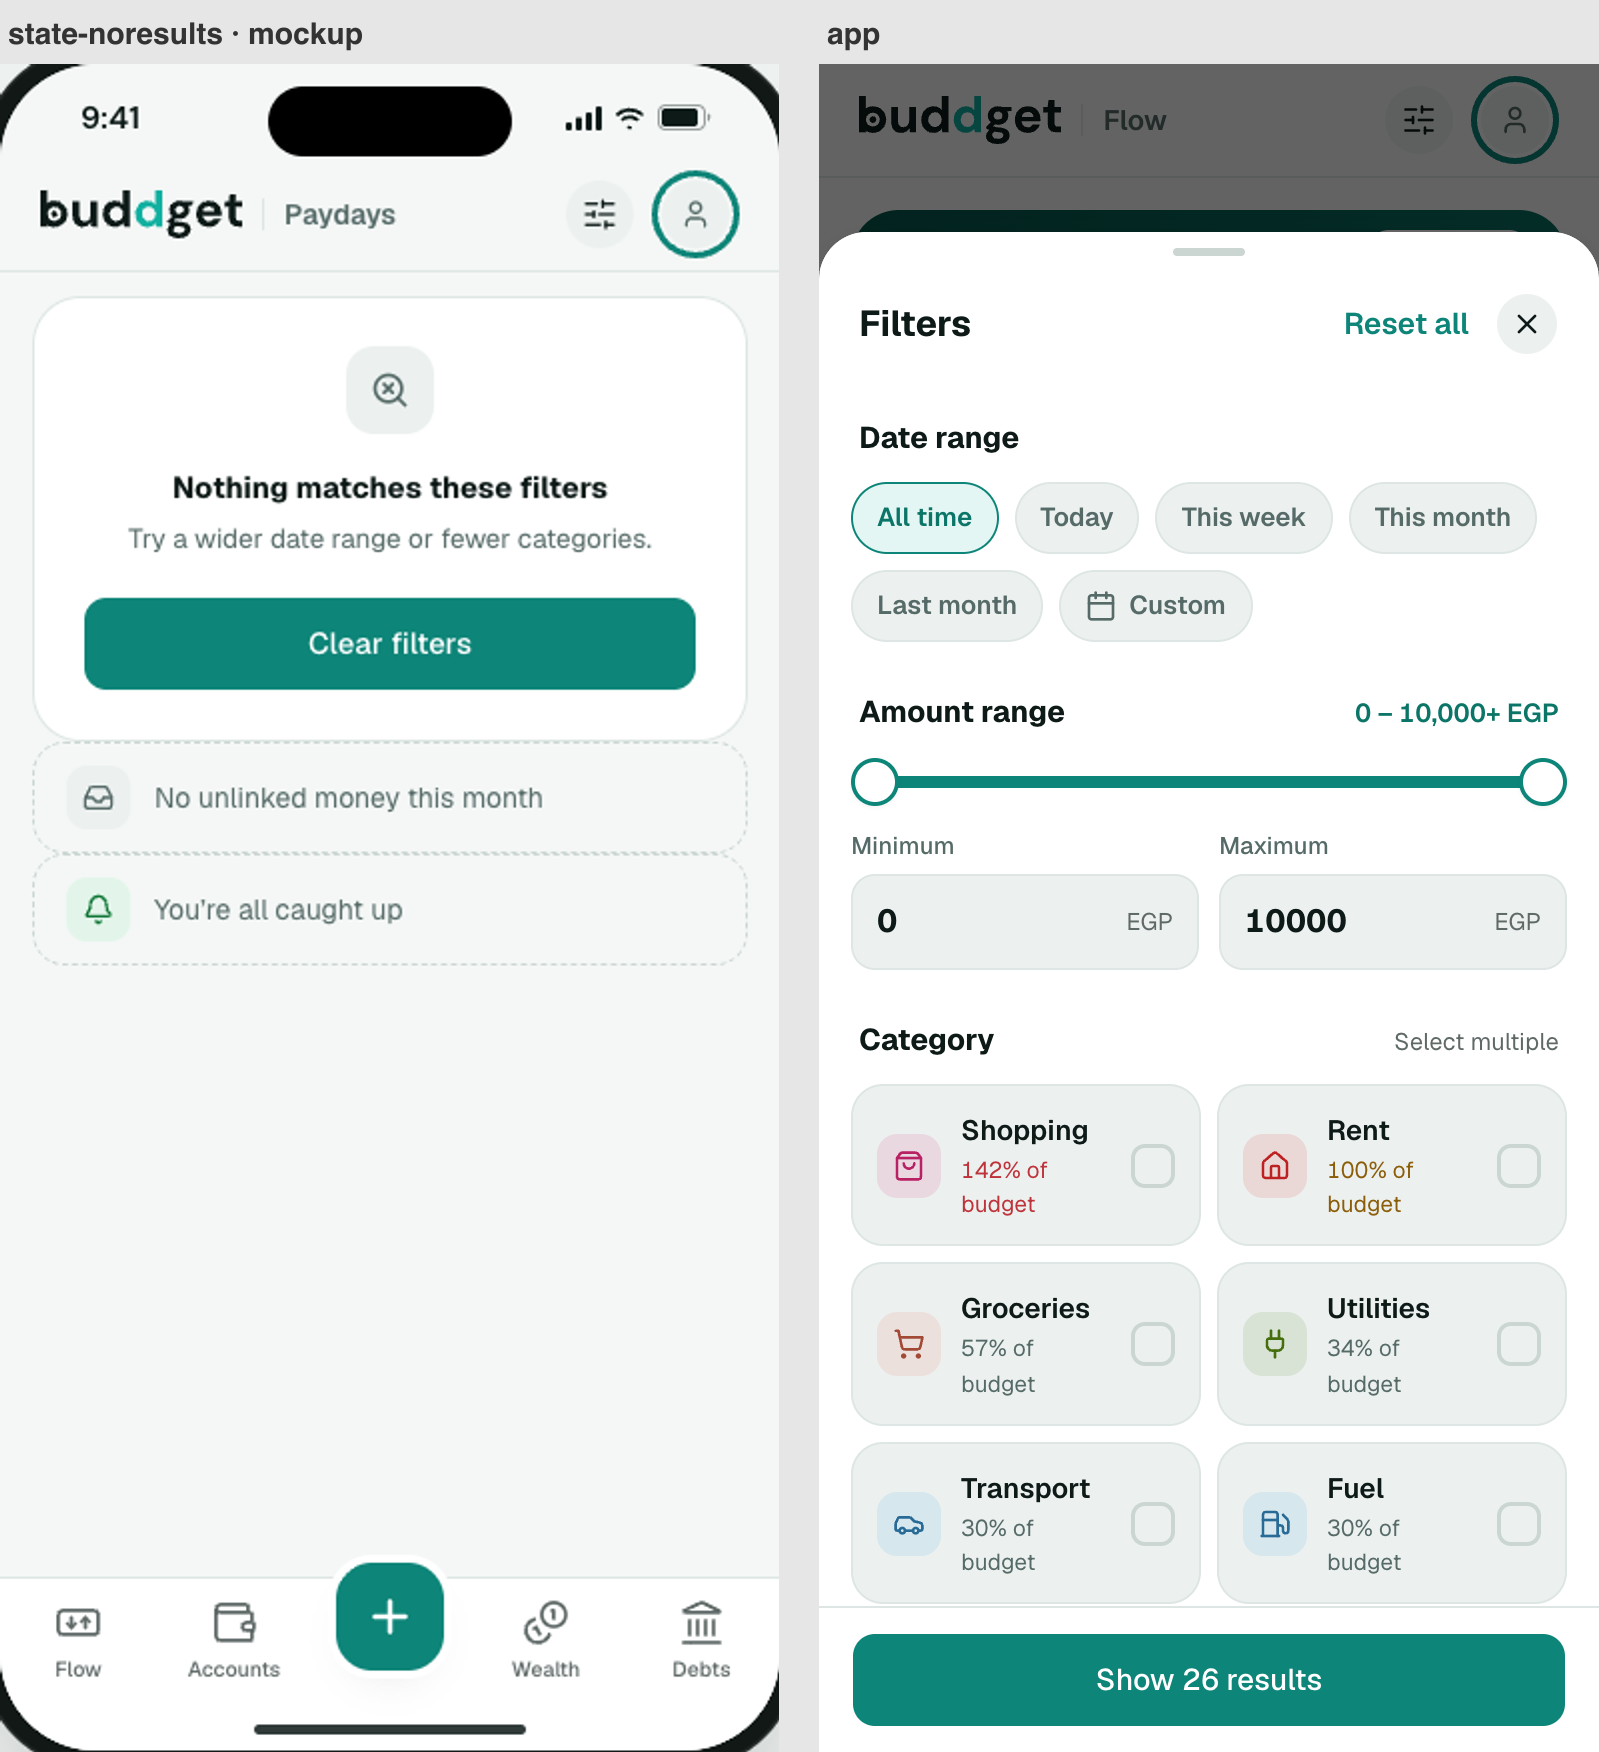 state-noresults · mockup
9:41
buddget
Paydays
Nothing matches these filters
Try a wider date range or fewer categories.
Clear filters
No unlinked money this month
You're all caught up
Flow
Accounts
Wealth
Debts
app
buddget
Flow
Filters
Reset all
Date range
All time
Today
This week
This month
Last month
Custom
Amount range
0 – 10,000+ EGP
Minimum
Maximum
0
EGP
10000
EGP
Category
Select multiple
Shopping
142% of
budget
Rent
100% of
budget
Groceries
57% of
budget
Utilities
34% of
budget
Transport
30% of
budget
Fuel
30% of
budget
Show 26 results